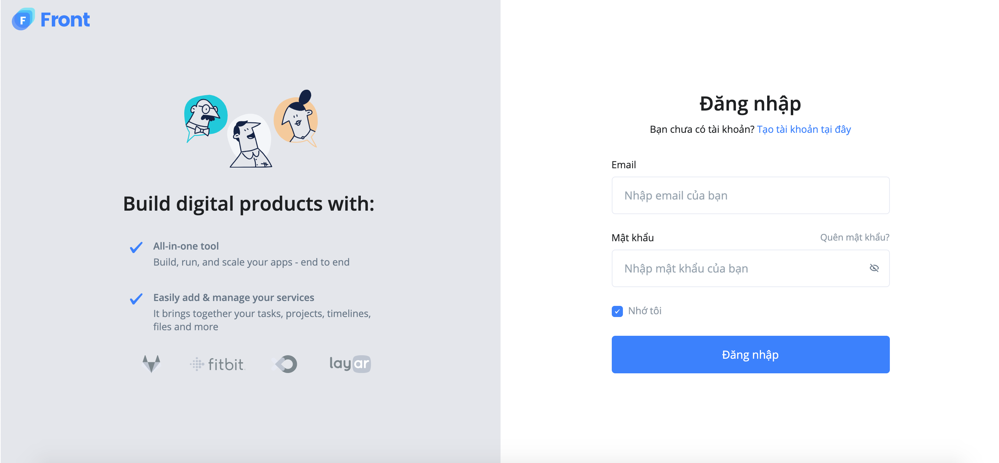 F Front
Build digital products with:
All-in-one tool
Build, run, and scale your apps - end to end
Easily add & manage your services
It brings together your tasks, projects, timelines,
files and more
fitbit.
layar
Đăng nhập
Bạn chưa có tài khoản? Tạo tài khoản tại đây
Email
Nhập email của bạn
Mật khẩu
Quên mật khẩu?
Nhập mật khẩu của bạn
Nhớ tôi
Đăng nhập